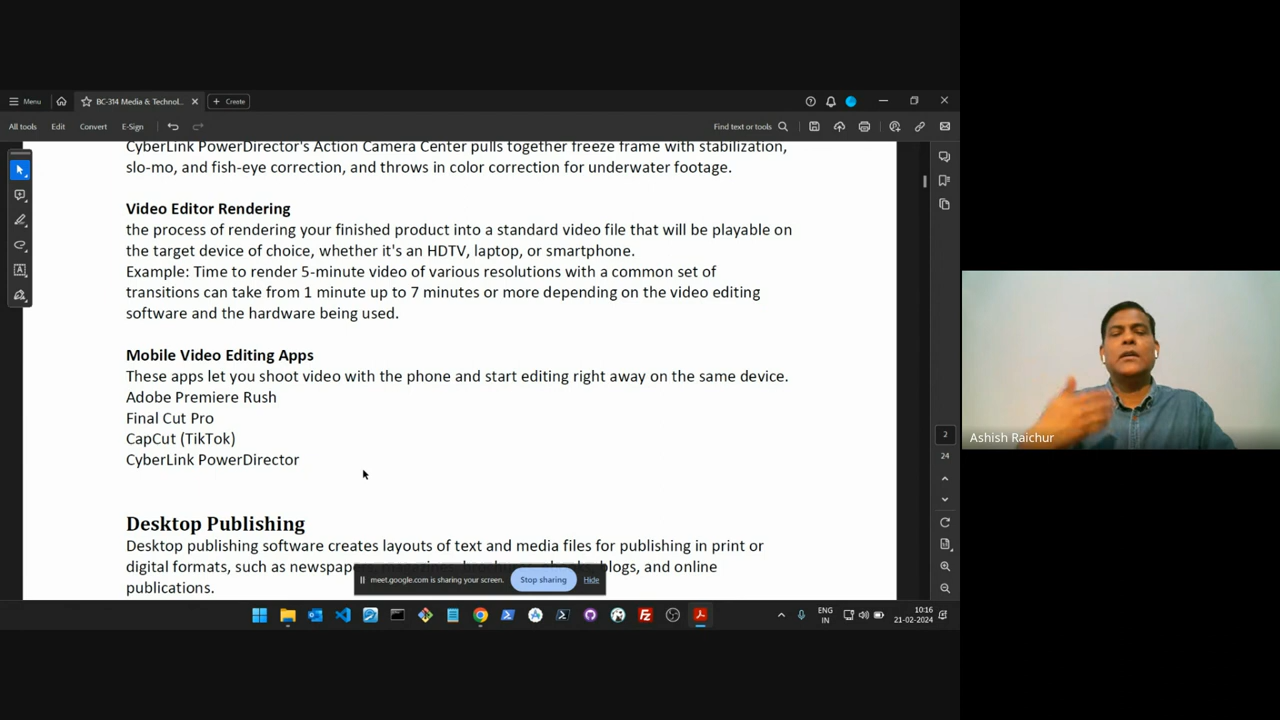 Menu
BC-314 Media & Technol...
Create
All tools
Edit
Convert
E-Sign
Find text or tools
CyberLink PowerDirector's Action Camera Center pulls together freeze frame with stabilization,
slo-mo, and fish-eye correction, and throws in color correction for underwater footage.
Video Editor Rendering
the process of rendering your finished product into a standard video file that will be playable on
the target device of choice, whether it's an HDTV, laptop, or smartphone.
Example: Time to render 5-minute video of various resolutions with a common set of
transitions can take from 1 minute up to 7 minutes or more depending on the video editing
software and the hardware being used.
Mobile Video Editing Apps
These apps let you shoot video with the phone and start editing right away on the same device.
Adobe Premiere Rush
Final Cut Pro
CapCut (TikTok)
CyberLink PowerDirector
Desktop Publishing
Desktop publishing software creates layouts of text and media files for publishing in print or
digital formats, such as blogs, and online
publications.
meet.google.com is sharing your screen.
Stop sharing
Hide
2
24
Ashish Raichur
ENG
IN
10:16
21-02-2024